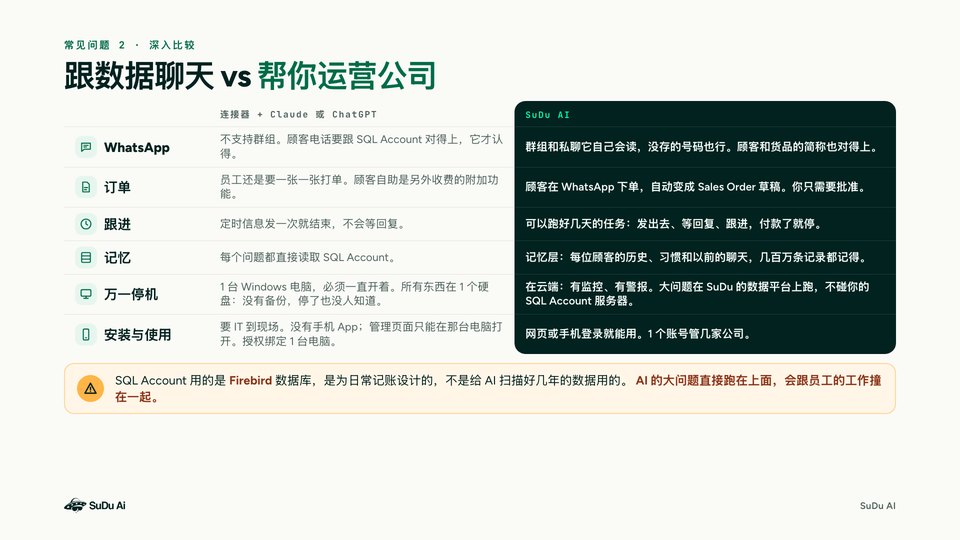 常见问题 2 · 深入比较
跟数据聊天 vs 帮你运营公司
连接器 + Claude 或 ChatGPT
SuDu AI
WhatsApp
不支持群组。顾客电话要跟 SQL Account 对得上，它才认
得。
群组和私聊它自己会读，没存的号码也行。顾客和货品的简称也对得上。
订单
员工还是要一张一张打单。顾客自助是另外收费的附加功
能。
顾客在 WhatsApp 下单，自动变成 Sales Order 草稿。你只需要批准。
跟进
定时信息发一次就结束，不会等回复。
可以跑好几天的任务：发出去、等回复、跟进，付款了就停。
记忆
每个问题都直接读取 SQL Account。
记忆层：每位顾客的历史、习惯和以前的聊天，几百万条记录都记得。
万一停机
1 台 Windows 电脑，必须一直开着。所有东西在 1 个硬
盘：没有备份，停了也没人知道。
在云端：有监控、有警报。大问题在 SuDu 的数据平台上跑，不碰你的
SQL Account 服务器。
安装与使用
要 IT 到现场。没有手机 App；管理页面只能在那台电脑打
开。授权绑定 1 台电脑。
网页或手机登录就能用。1 个账号管几家公司。
SQL Account 用的是 Firebird 数据库，是为日常记账设计的，不是给 AI 扫描好几年的数据用的。 AI 的大问题直接跑在上面，会跟员工的工作撞
在一起。
SuDu Ai
SuDu AI